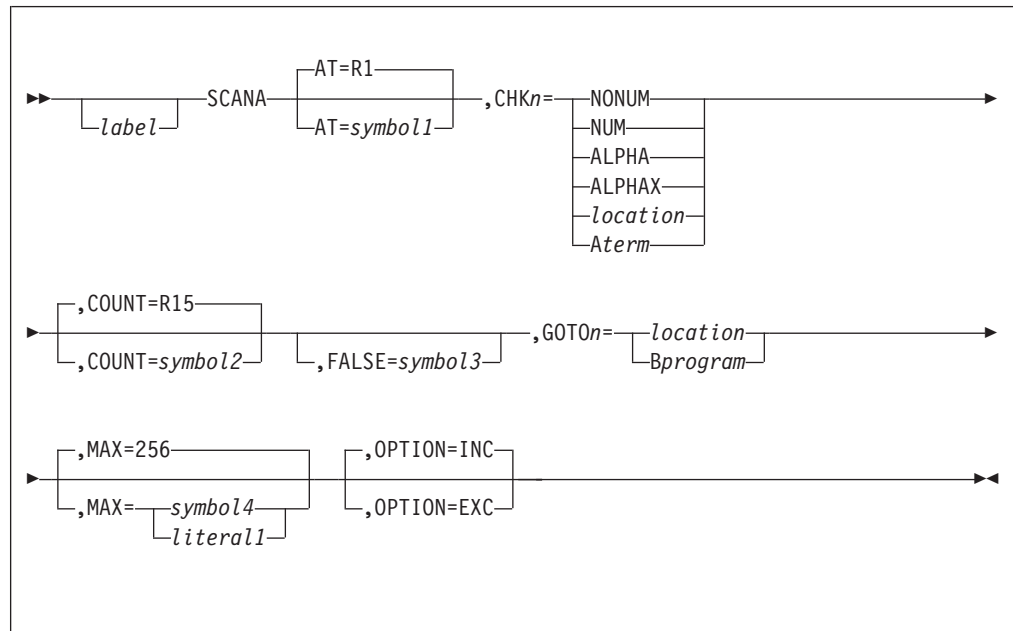 AT=R1
SCANA ,CHKn= NONUM
label AT=symbol1 NUM
ALPHA
ALPHAX
location
Aterm
,COUNT=R15
,GOTOn= location
,COUNT=symbol2 ,FALSE=symbol3 Bprogram
,MAX=256 ,OPTION=INC
,MAX= symbol4 ,OPTION=EXC
literal1